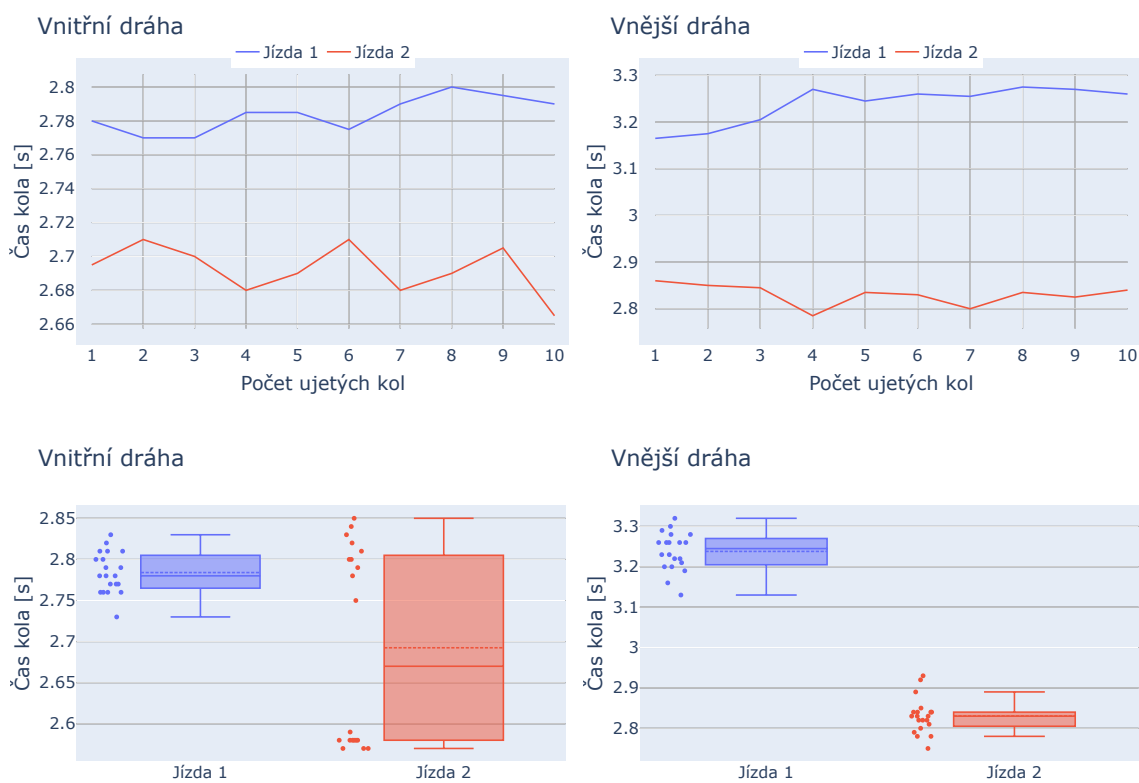 Vnitřní dráha
Jízda 1 Jízda 2
2.8
2.78
2.76
2.74
2.72
2.7
2.68
2.66
Čas kola [s]
1 2 3 4 5 6 7 8 9 10
Počet ujetých kol
Vnější dráha
Jízda 1 Jízda 2
3.3
3.2
3.1
3
2.9
2.8
Čas kola [s]
1 2 3 4 5 6 7 8 9 10
Počet ujetých kol
Vnitřní dráha
2.85
2.8
2.75
2.7
2.65
2.6
Čas kola [s]
Jízda 1 Jízda 2
Vnější dráha
3.3
3.2
3.1
3
2.9
2.8
Čas kola [s]
Jízda 1 Jízda 2